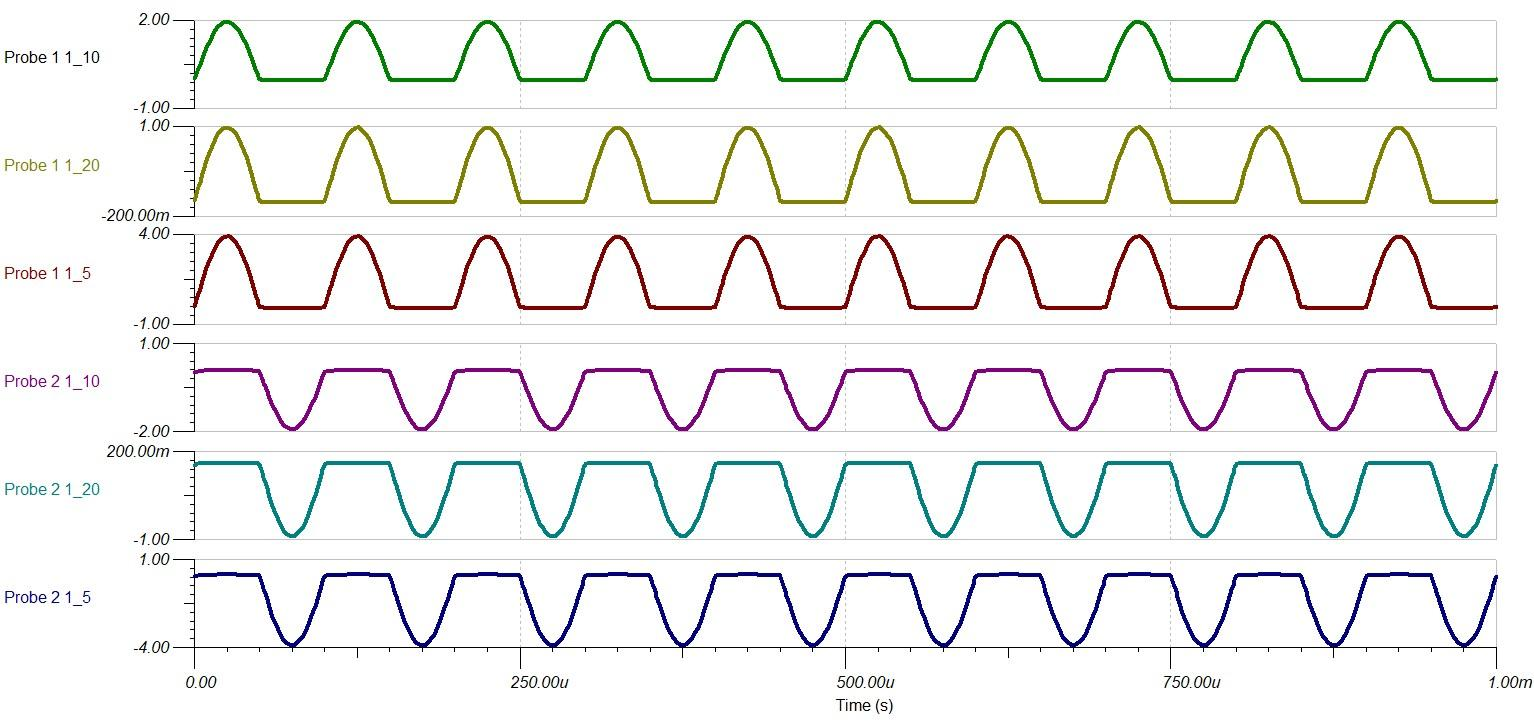 2.00
Probe 1 1_10
-1.00
1.00
Probe 1 1_20
-200.00m
4.00
Probe 1 1_5
-1.00
1.00
Probe 2 1_10
-2.00
200.00m
Probe 2 1_20
-1.00
1.00
Probe 2 1_5
-4.00
0.00 250.00u 500.00u 750.00u 1.00m
Time (s)